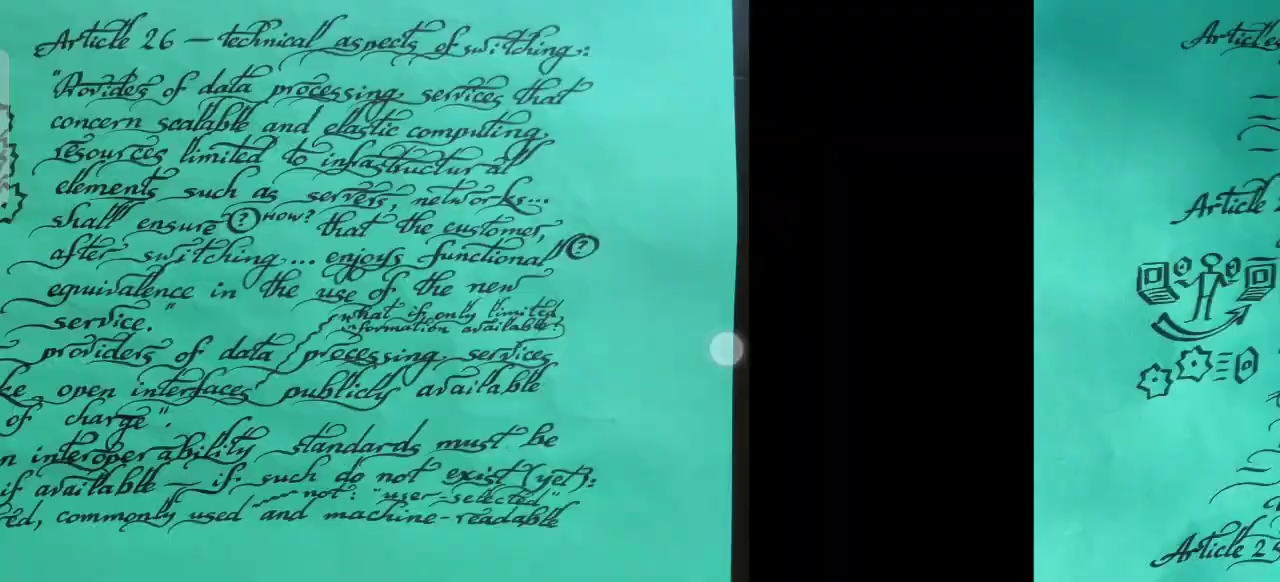 Article 26 – technical aspects of switching:
"Provides of data processing services that
concern scalable and elastic computing
resources limited to infrastructural
elements such as servers, networks...
shall ensure ? HOW? that the customer,
after switching... enjoys functional ?
equivalence in the use of the new
service."
what if only limited
information available?
providers of data processing services
open interfaces publicly available
of charge".
interoperability standards must be
if available – if such do not exist (yet):
not: "user-selected"
commonly used and machine-readable
Article
Article 2